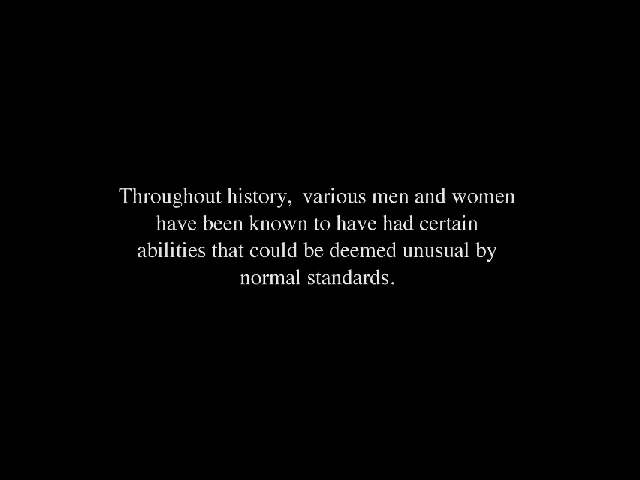 Throughout history,  various men and women
have been known to have had certain
abilities that could be deemed unusual by
normal standards.